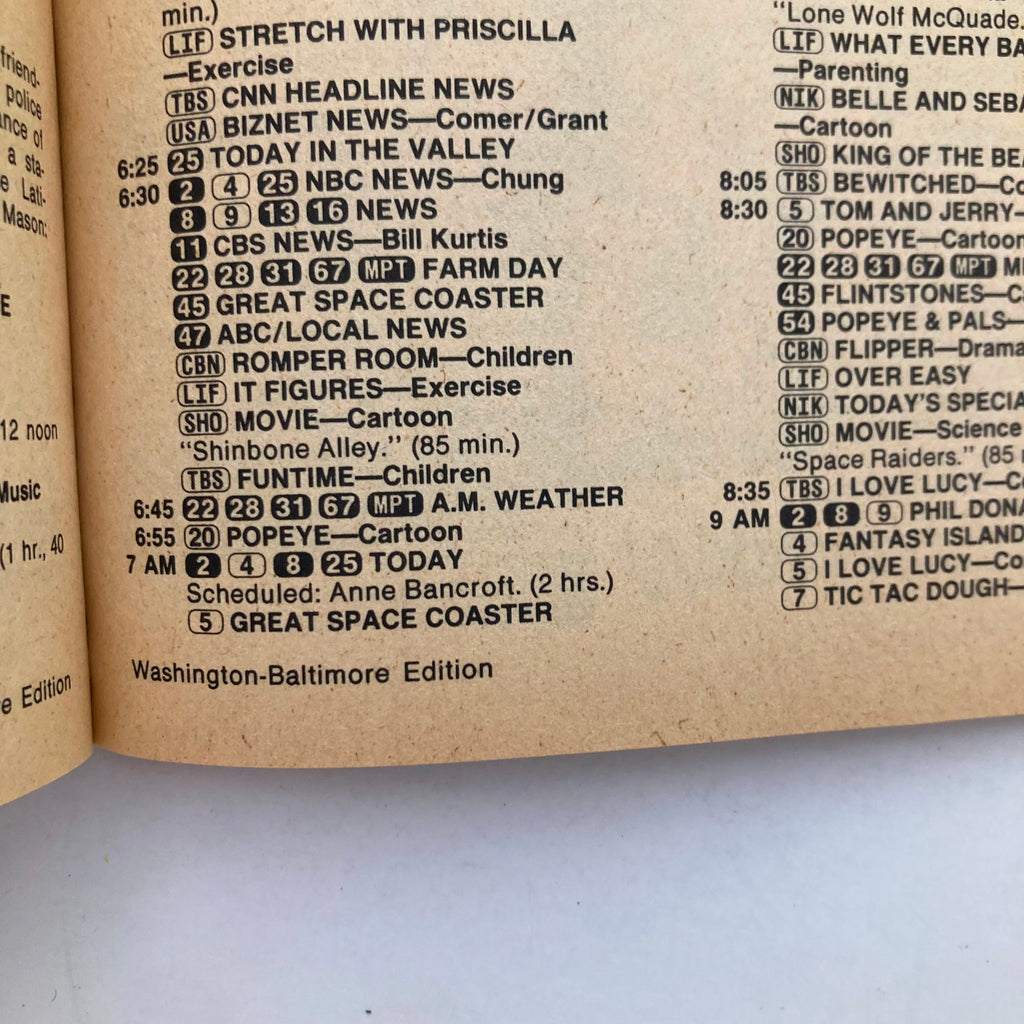 friend-
police
nce of
a sta-
e Lati-
Mason:
E
12 noon
Music
(1 hr., 40
e Edition
min.)
LIF STRETCH WITH PRISCILLA
—Exercise
TBS CNN HEADLINE NEWS
USA BIZNET NEWS—Comer/Grant
6:25 25 TODAY IN THE VALLEY
6:30 2 4 25 NBC NEWS—Chung
8 9 13 16 NEWS
11 CBS NEWS—Bill Kurtis
22 28 31 67 MPT FARM DAY
45 GREAT SPACE COASTER
47 ABC/LOCAL NEWS
CBN ROMPER ROOM—Children
LIF IT FIGURES—Exercise
SHO MOVIE—Cartoon
“Shinbone Alley.” (85 min.)
TBS FUNTIME—Children
6:45 22 28 31 67 MPT A.M. WEATHER
6:55 20 POPEYE—Cartoon
7 AM 2 4 8 25 TODAY
Scheduled: Anne Bancroft. (2 hrs.)
5 GREAT SPACE COASTER
Washington-Baltimore Edition
“Lone Wolf McQuade.
LIF WHAT EVERY BA
—Parenting
NIK BELLE AND SEBA
—Cartoon
SHO KING OF THE BEA
8:05 TBS BEWITCHED—Co
8:30 5 TOM AND JERRY—
20 POPEYE—Cartoon
22 28 31 67 MPT MI
45 FLINTSTONES—C
54 POPEYE & PALS—
CBN FLIPPER—Drama
LIF OVER EASY
NIK TODAY’S SPECIA
SHO MOVIE—Science
“Space Raiders.” (85
8:35 TBS I LOVE LUCY—Co
9 AM 2 8 9 PHIL DONA
4 FANTASY ISLAND
5 I LOVE LUCY—Co
7 TIC TAC DOUGH—